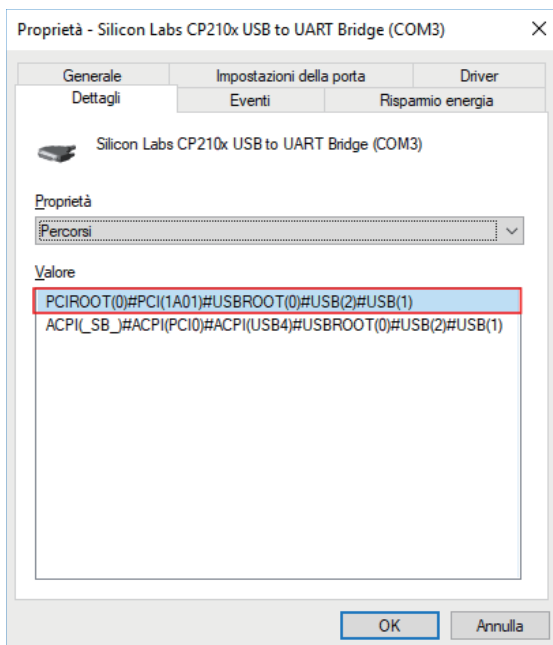 Proprietà - Silicon Labs CP210x USB to UART Bridge (COM3)
Generale Impostazioni della porta Driver
Dettagli Eventi Risparmio energia
Silicon Labs CP210x USB to UART Bridge (COM3)
Proprietà
Percorsi
Valore
PCIROOT(0)#PCI(1A01)#USBROOT(0)#USB(2)#USB(1)
ACPI(_SB_)#ACPI(PCI0)#ACPI(USB4)#USBROOT(0)#USB(2)#USB(1)
OK Annulla